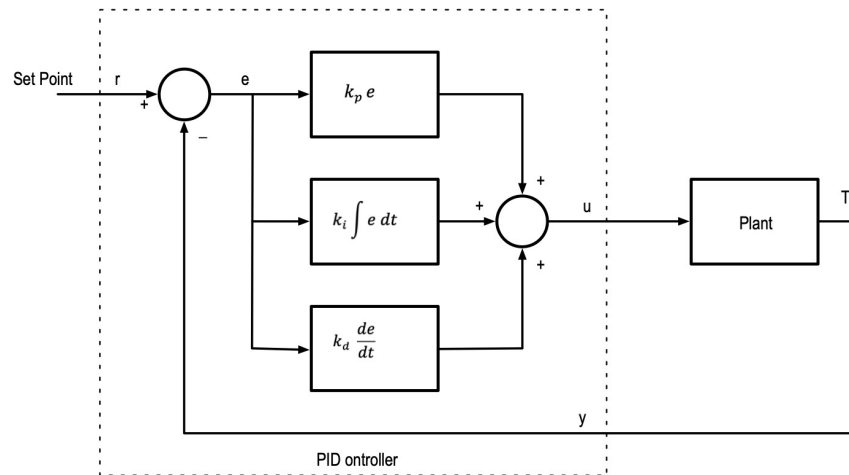 Set Point
r
+
−
e
k_p e
k_i ∫ e dt
k_d de/dt
+
+
+
u
Plant
T
y
PID ontroller